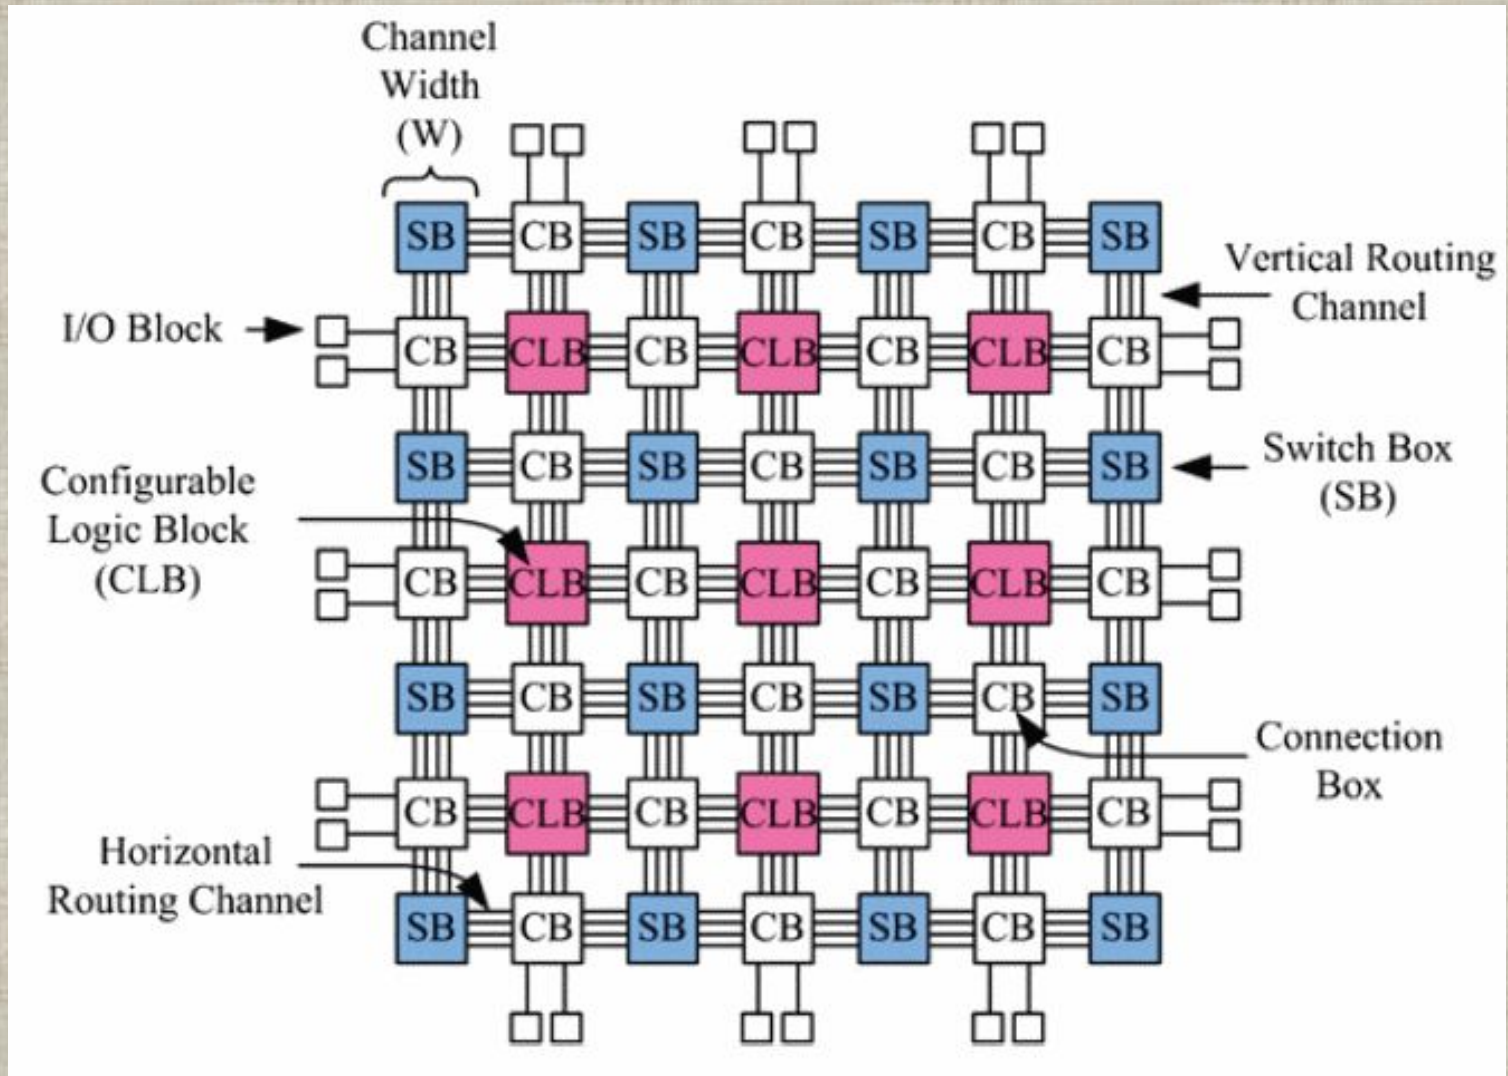 Channel
Width
(W)
SB CB SB CB SB CB SB
Vertical Routing
Channel
I/O Block
CB CLB CB CLB CB CLB CB
SB CB SB CB SB CB SB
Switch Box
(SB)
Configurable
Logic Block
(CLB)
CB CLB CB CLB CB CLB CB
SB CB SB CB SB CB SB
Connection
Box
CB CLB CB CLB CB CLB CB
Horizontal
Routing Channel
SB CB SB CB SB CB SB